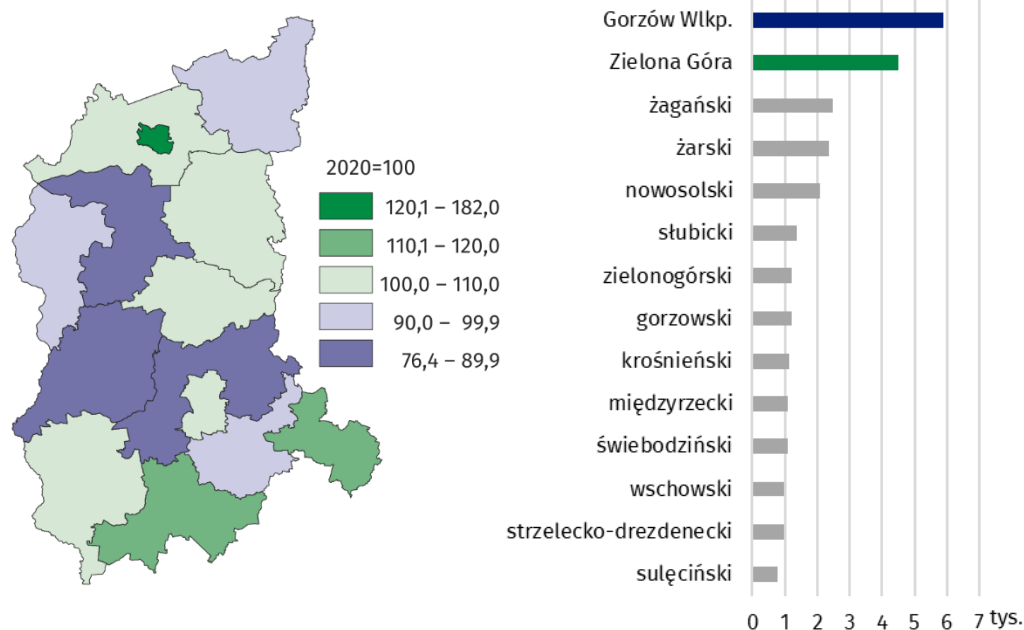 2020=100
120,1 – 182,0
110,1 – 120,0
100,0 – 110,0
90,0 – 99,9
76,4 – 89,9
Gorzów Wlkp.
Zielona Góra
żagański
żarski
nowosolski
słubicki
zielonogórski
gorzowski
krośnieński
międzyrzecki
świebodziński
wschowski
strzelecko-drezdenecki
sulęciński
0 1 2 3 4 5 6 7 tys.